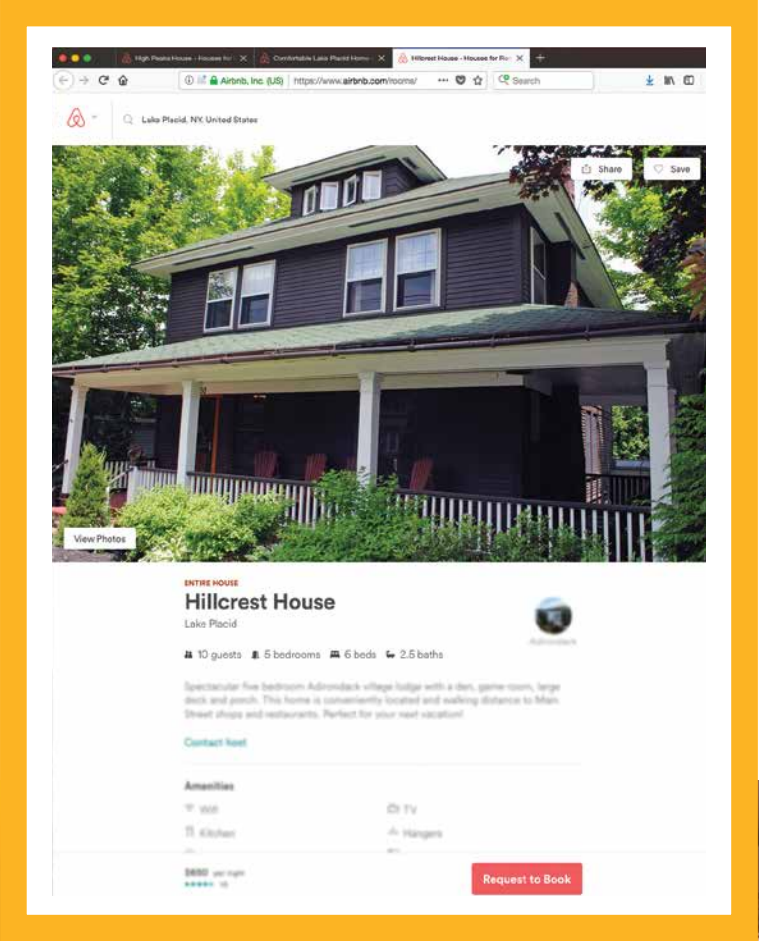 High Peaks House - Houses for
Comfortable Lake Placid Home -
Hillcrest House - Houses for Ren
Airbnb, Inc. (US)
https://www.airbnb.com/rooms/
Search
Lake Placid, NY, United States
Share
Save
View Photos
ENTIRE HOUSE
Hillcrest House
Lake Placid
Adirondack
10 guests
5 bedrooms
6 beds
2.5 baths
Spectacular five bedroom Adirondack village lodge with a den, game room, large
deck and porch. This home is conveniently located and walking distance to Main
Street shops and restaurants. Perfect for your next vacation!
Contact host
Amenities
Wifi
TV
Kitchen
Hangers
$650 per night
Request to Book